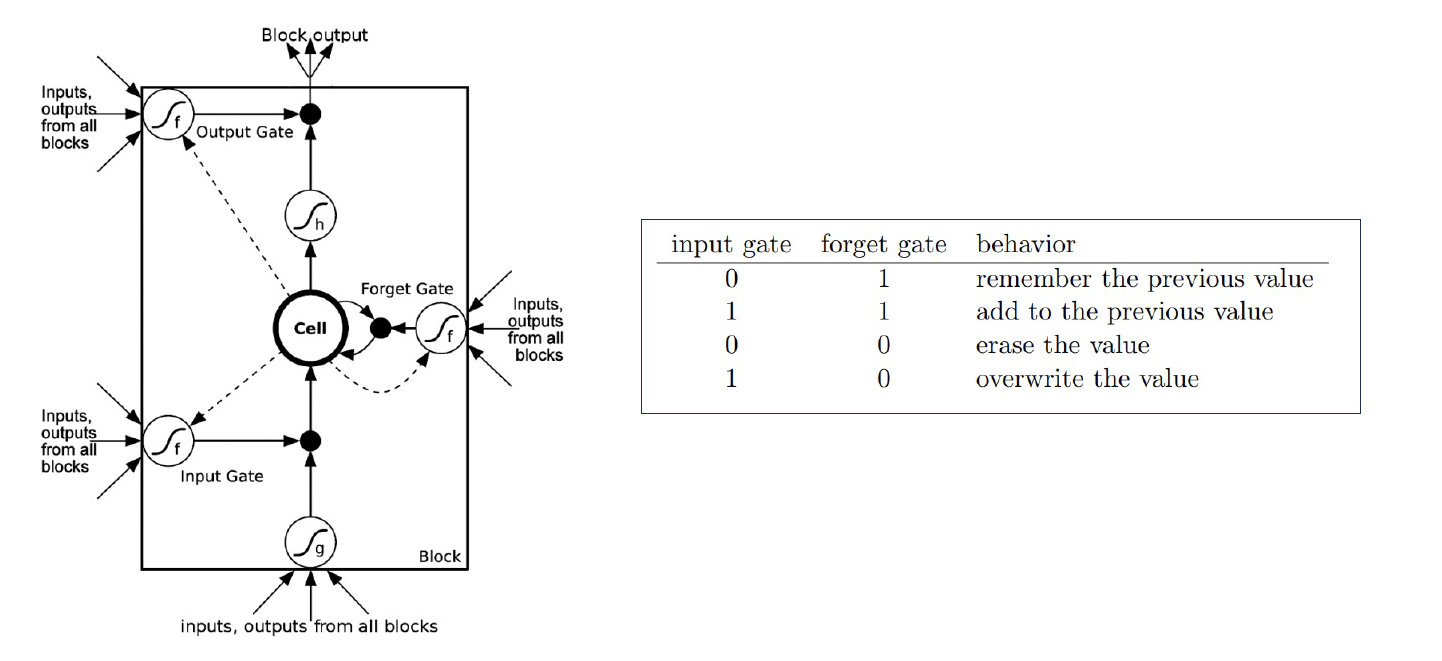 Block output
Inputs,
outputs
from all
blocks
f
Output Gate
h
Forget Gate
Cell
f
Inputs,
outputs
from all
blocks
Inputs,
outputs
from all
blocks
f
Input Gate
g
Block
inputs, outputs from all blocks
input gate forget gate behavior
0 1 remember the previous value
1 1 add to the previous value
0 0 erase the value
1 0 overwrite the value